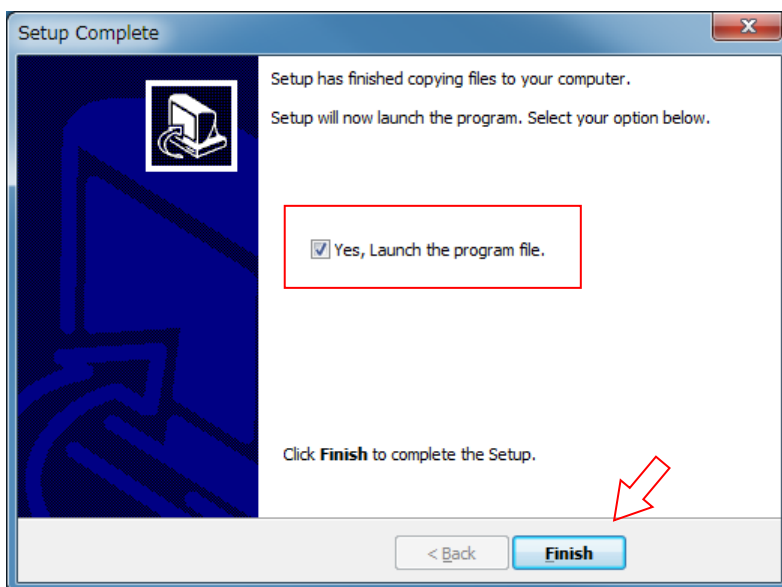 Setup Complete
Setup has finished copying files to your computer.
Setup will now launch the program. Select your option below.
Yes, Launch the program file.
Click Finish to complete the Setup.
< Back
Finish